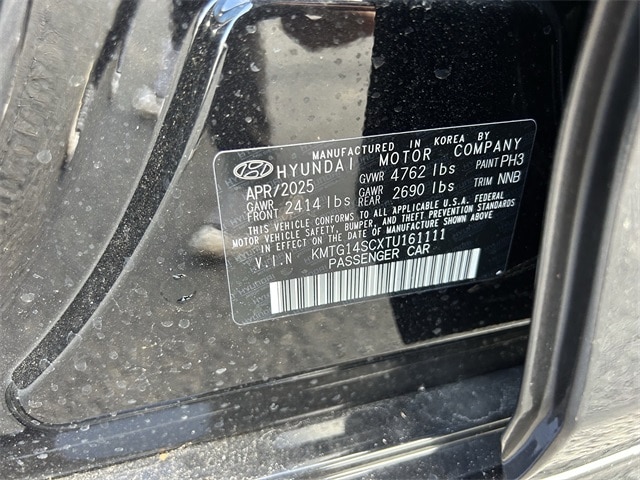 MANUFACTURED IN KOREA BY
HYUNDAI MOTOR COMPANY
APR/2025 GVWR 4762 lbs PAINT PH3
GAWR FRONT 2414 lbs GAWR REAR 2690 lbs TRIM NNB
THIS VEHICLE CONFORMS TO ALL APPLICABLE U.S.A. FEDERAL
MOTOR VEHICLE SAFETY, BUMPER, AND THEFT PREVENTION STANDARDS
IN EFFECT ON THE DATE OF MANUFACTURE SHOWN ABOVE
V.I.N KMTG14SCXTU161111
PASSENGER CAR